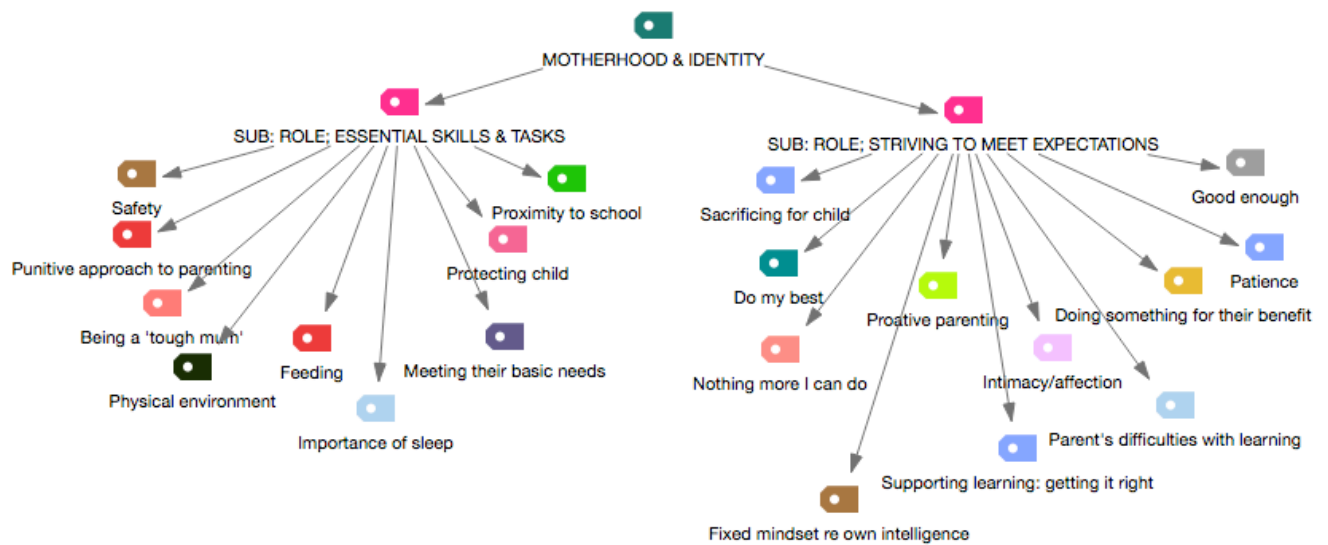 MOTHERHOOD & IDENTITY
SUB: ROLE; ESSENTIAL SKILLS & TASKS
Safety
Punitive approach to parenting
Being a 'tough mum'
Physical environment
Feeding
Importance of sleep
Meeting their basic needs
Protecting child
Proximity to school
SUB: ROLE; STRIVING TO MEET EXPECTATIONS
Sacrificing for child
Do my best
Nothing more I can do
Fixed mindset re own intelligence
Proative parenting
Supporting learning: getting it right
Intimacy/affection
Parent's difficulties with learning
Doing something for their benefit
Patience
Good enough